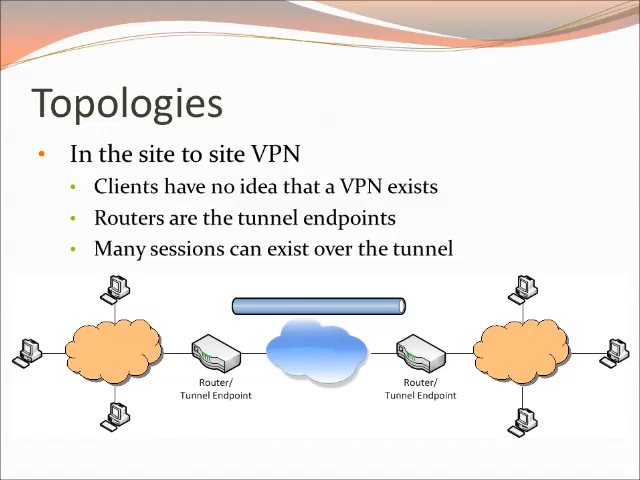 Topologies
• In the site to site VPN
• Clients have no idea that a VPN exists
• Routers are the tunnel endpoints
• Many sessions can exist over the tunnel
Router/
Tunnel Endpoint
Router/
Tunnel Endpoint